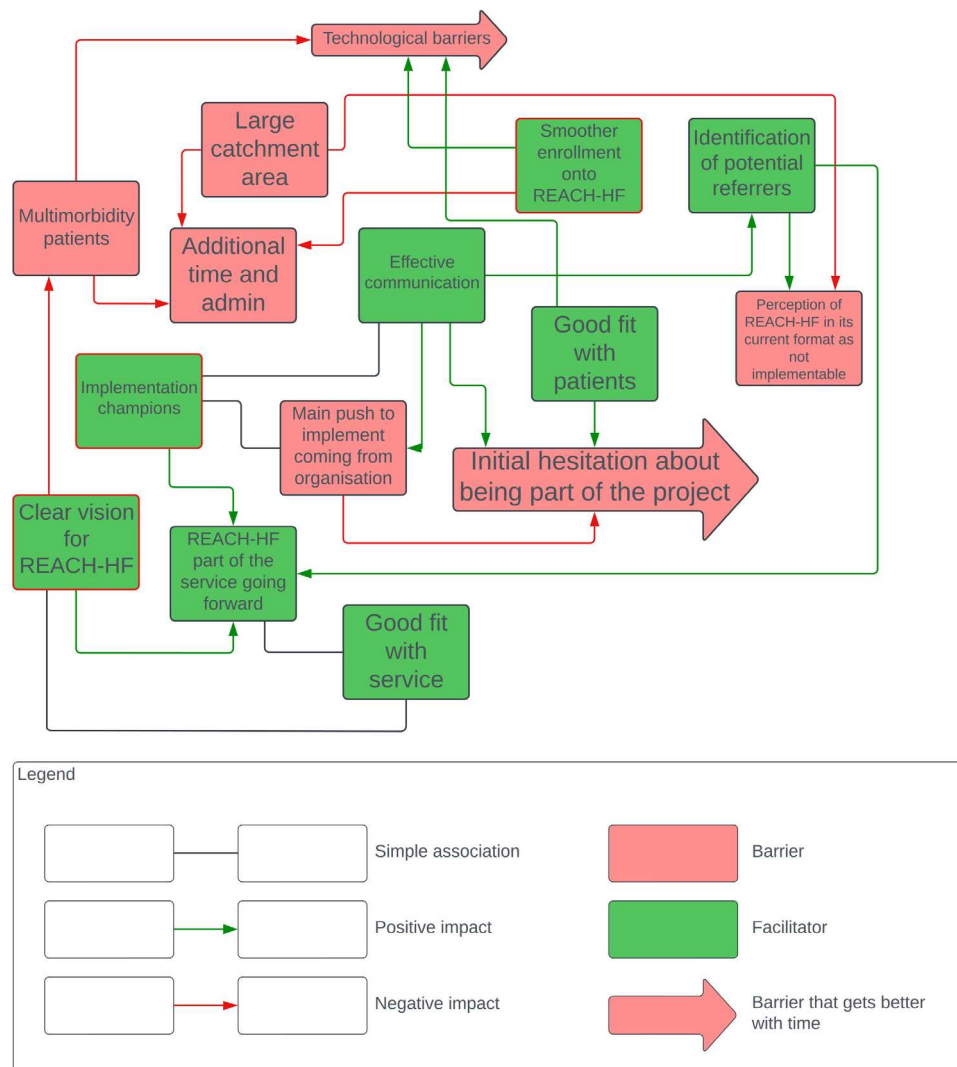 Technological barriers
Large
catchment
area
Smoother
enrollment
onto
REACH-HF
Identification
of potential
referrers
Multimorbidity
patients
Additional
time and
admin
Effective
communication
Good fit
with
patients
Perception of
REACH-HF in its
current format as
not
implementable
Implementation
champions
Main push to
implement
coming from
organisation
Initial hesitation about
being part of the project
Clear vision
for
REACH-HF
REACH-HF
part of the
service going
forward
Good fit
with
service
Legend
Simple association
Barrier
Positive impact
Facilitator
Negative impact
Barrier that gets better
with time